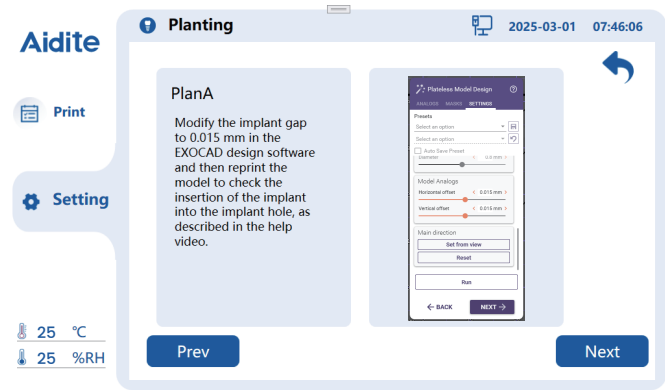 Aidite
Planting
2025-03-01 07:46:06
Print
Setting
25 ℃
25 %RH
PlanA
Modify the implant gap
to 0.015 mm in the
EXOCAD design software
and then reprint the
model to check the
insertion of the implant
into the implant hole, as
described in the help
video.
Plateless Model Design
ANALOGS MASKS SETTINGS
Presets
Select an option
Select an option
Auto Save Preset
Diameter 0.0 mm
Model Analogs
Horizontal offset < 0.015 mm >
Vertical offset < 0.015 mm >
Main direction
Set from view
Reset
Run
← BACK NEXT →
Prev
Next